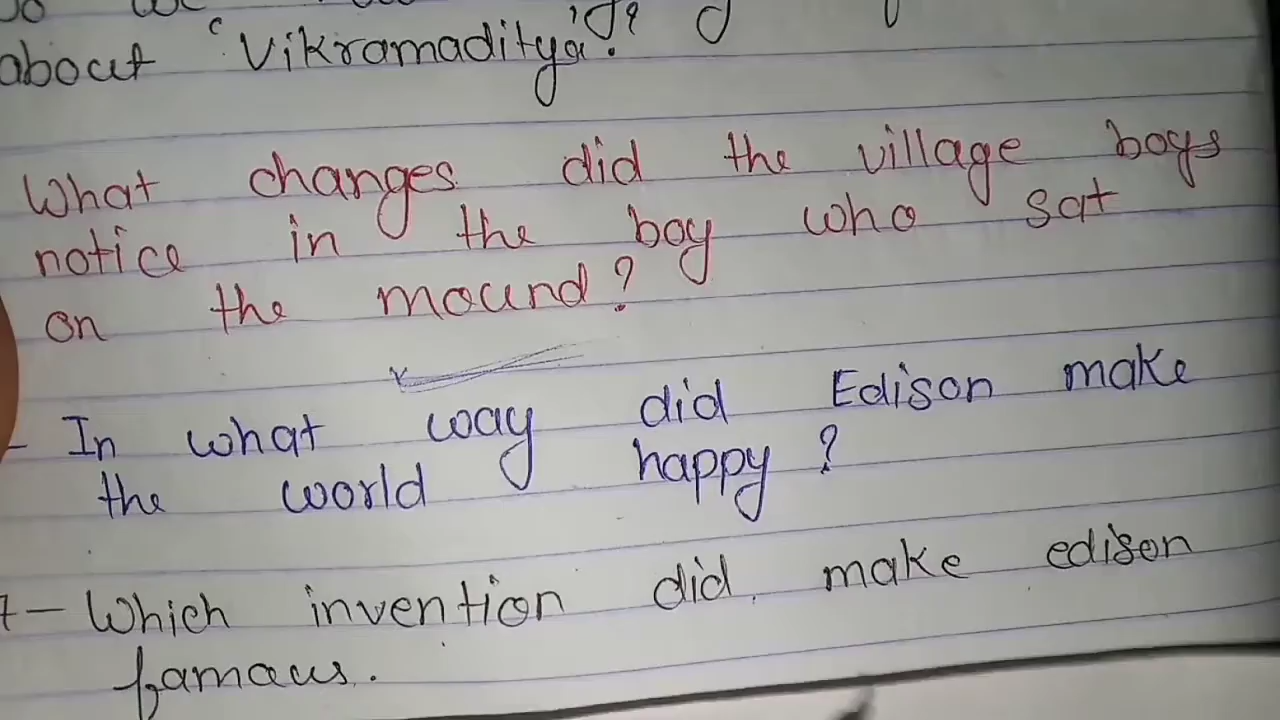 about 'Vikramaditya'?
What changes did the village boys
notice in the boy who sat
on the mound?
- In what way did Edison make
the world happy?
7- Which invention did make edison
famous.